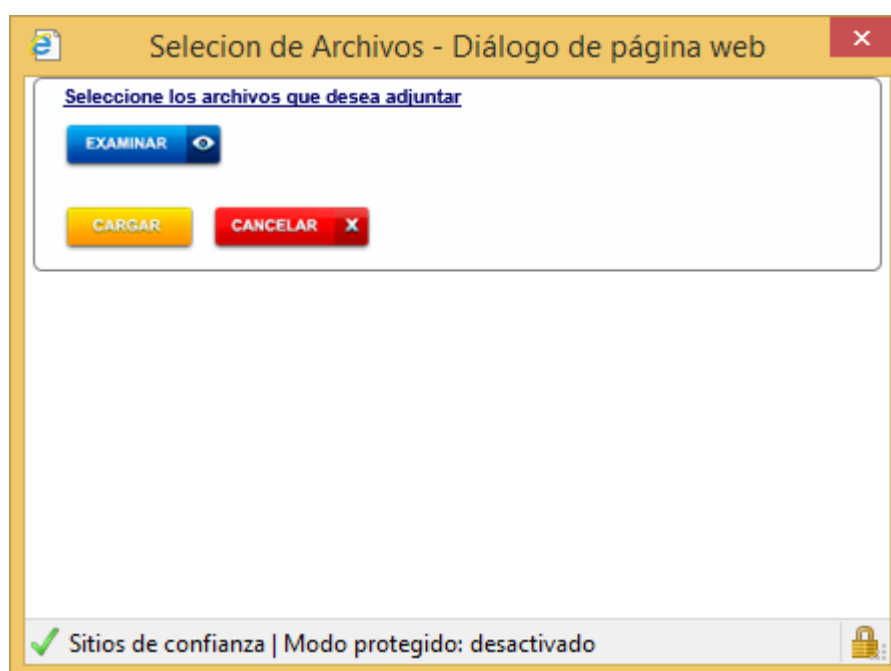 Selecion de Archivos - Diálogo de página web
Seleccione los archivos que desea adjuntar
EXAMINAR
CARGAR
CANCELAR X
Sitios de confianza | Modo protegido: desactivado